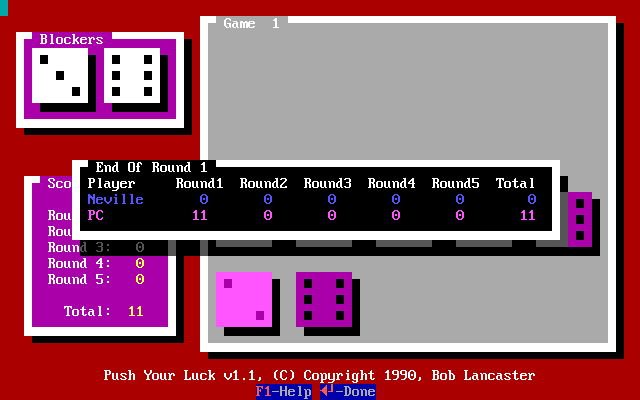 Game 1
Blockers
End Of Round 1
Player Round1 Round2 Round3 Round4 Round5 Total
Neville 0 0 0 0 0 0
PC 11 0 0 0 0 11
Sco
Rou
Rou
Round 3: 0
Round 4: 0
Round 5: 0
Total: 11
Push Your Luck v1.1, (C) Copyright 1990, Bob Lancaster
F1-Help ↵-Done